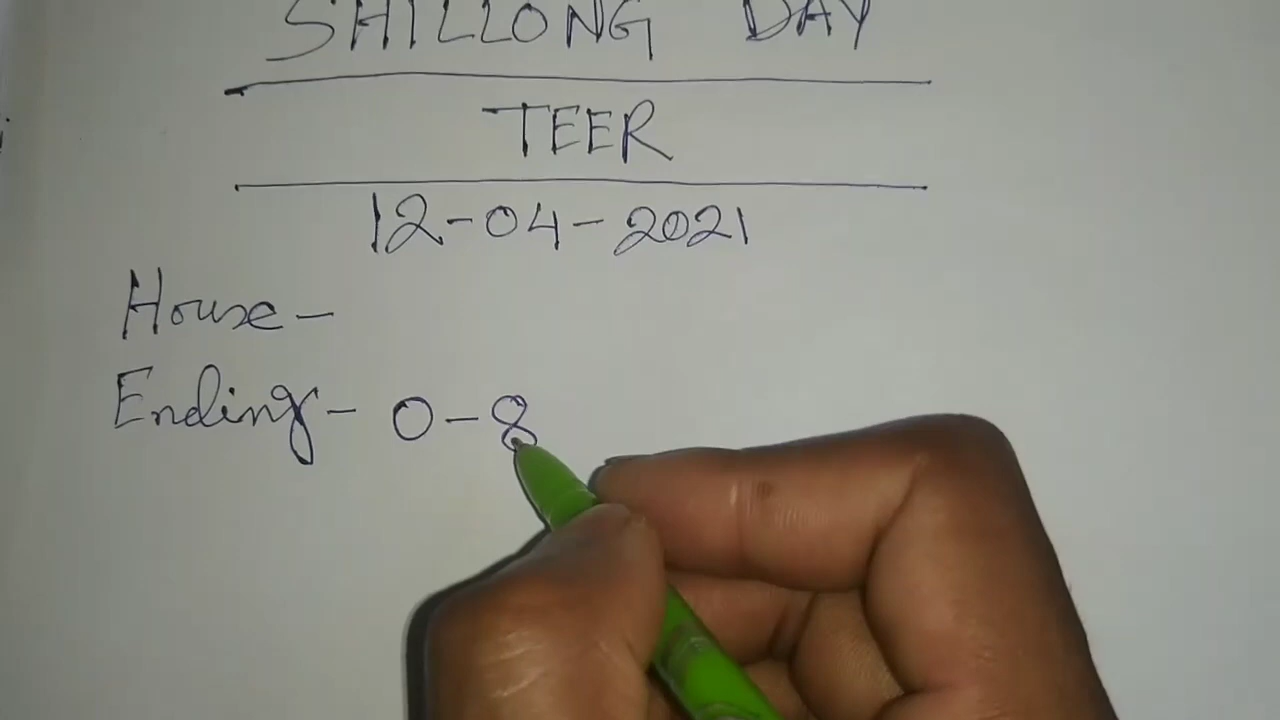 SHILLONG DAY
TEER
12-04-2021
House-
Ending- 0-8